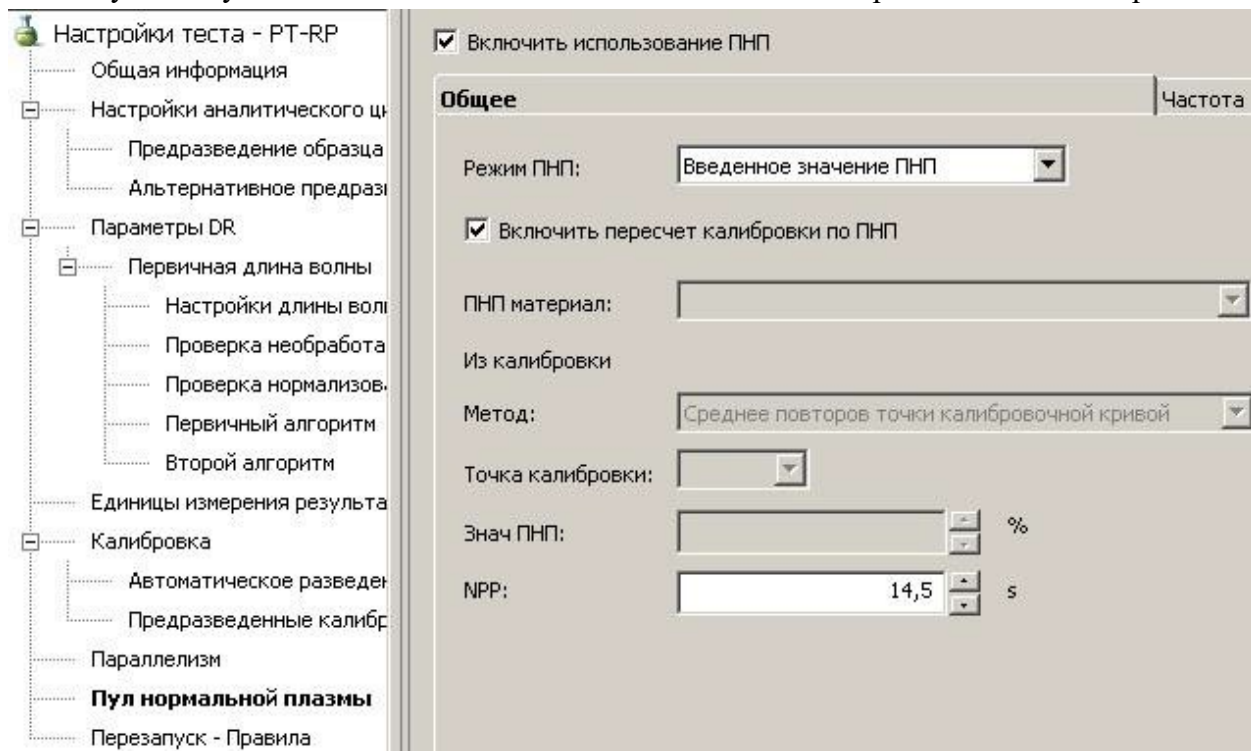 Настройки теста - PT-RP
Общая информация
Настройки аналитического ц
Предразведение образца
Альтернативное предразв
Параметры DR
Первичная длина волны
Настройки длины вол
Проверка необработа
Проверка нормализов
Первичный алгоритм
Второй алгоритм
Единицы измерения результа
Калибровка
Автоматическое разведен
Предразведенные калибр
Параллелизм
Пул нормальной плазмы
Перезапуск - Правила
Включить использование ПНП
Общее
Частота
Режим ПНП: Введенное значение ПНП
Включить пересчет калибровки по ПНП
ПНП материал:
Из калибровки
Метод: Среднее повторов точки калибровочной кривой
Точка калибровки:
Знач ПНП: %
NPP: 14,5 s